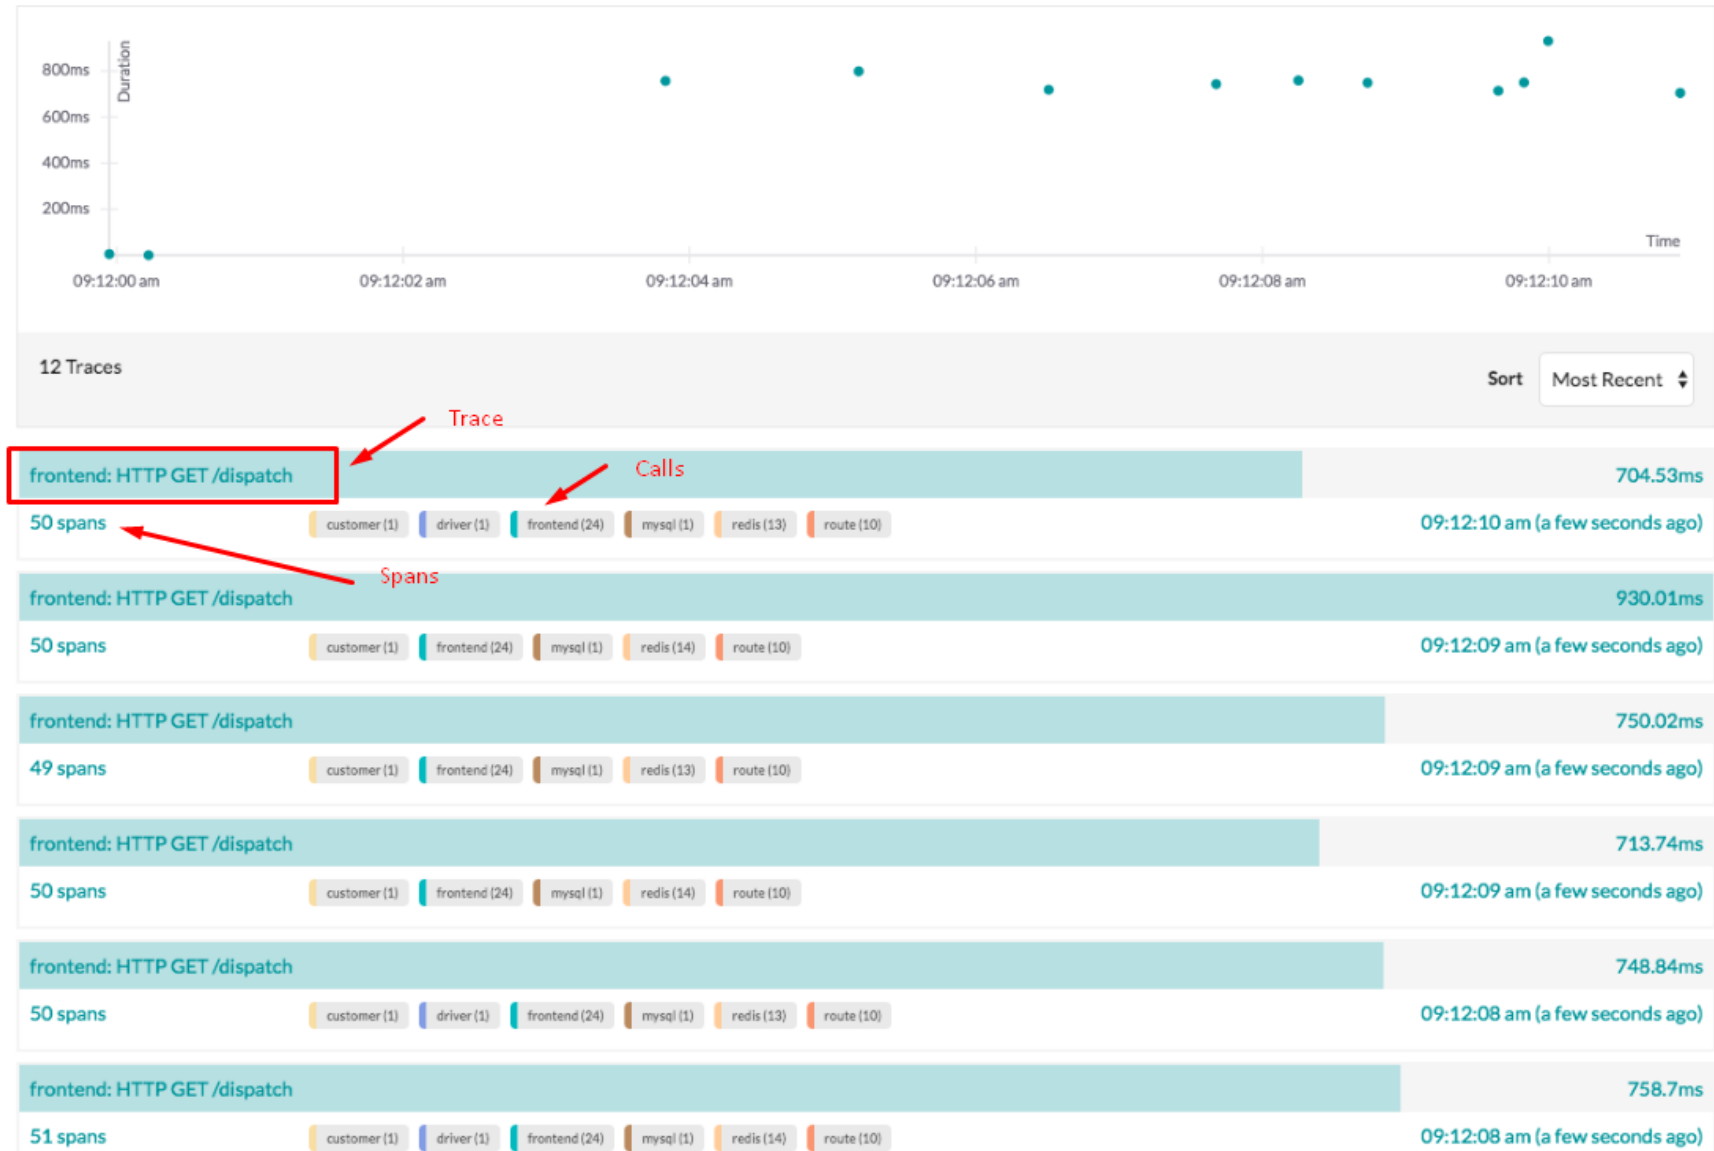 Duration
800ms
600ms
400ms
200ms
Time
09:12:00 am 09:12:02 am 09:12:04 am 09:12:06 am 09:12:08 am 09:12:10 am
12 Traces
Sort Most Recent
Trace
Calls
frontend: HTTP GET /dispatch 704.53ms
50 spans customer (1) driver (1) frontend (24) mysql (1) redis (13) route (10) 09:12:10 am (a few seconds ago)
Spans
frontend: HTTP GET /dispatch 930.01ms
50 spans customer (1) frontend (24) mysql (1) redis (14) route (10) 09:12:09 am (a few seconds ago)
frontend: HTTP GET /dispatch 750.02ms
49 spans customer (1) frontend (24) mysql (1) redis (13) route (10) 09:12:09 am (a few seconds ago)
frontend: HTTP GET /dispatch 713.74ms
50 spans customer (1) frontend (24) mysql (1) redis (14) route (10) 09:12:09 am (a few seconds ago)
frontend: HTTP GET /dispatch 748.84ms
50 spans customer (1) driver (1) frontend (24) mysql (1) redis (13) route (10) 09:12:08 am (a few seconds ago)
frontend: HTTP GET /dispatch 758.7ms
51 spans customer (1) driver (1) frontend (24) mysql (1) redis (14) route (10) 09:12:08 am (a few seconds ago)